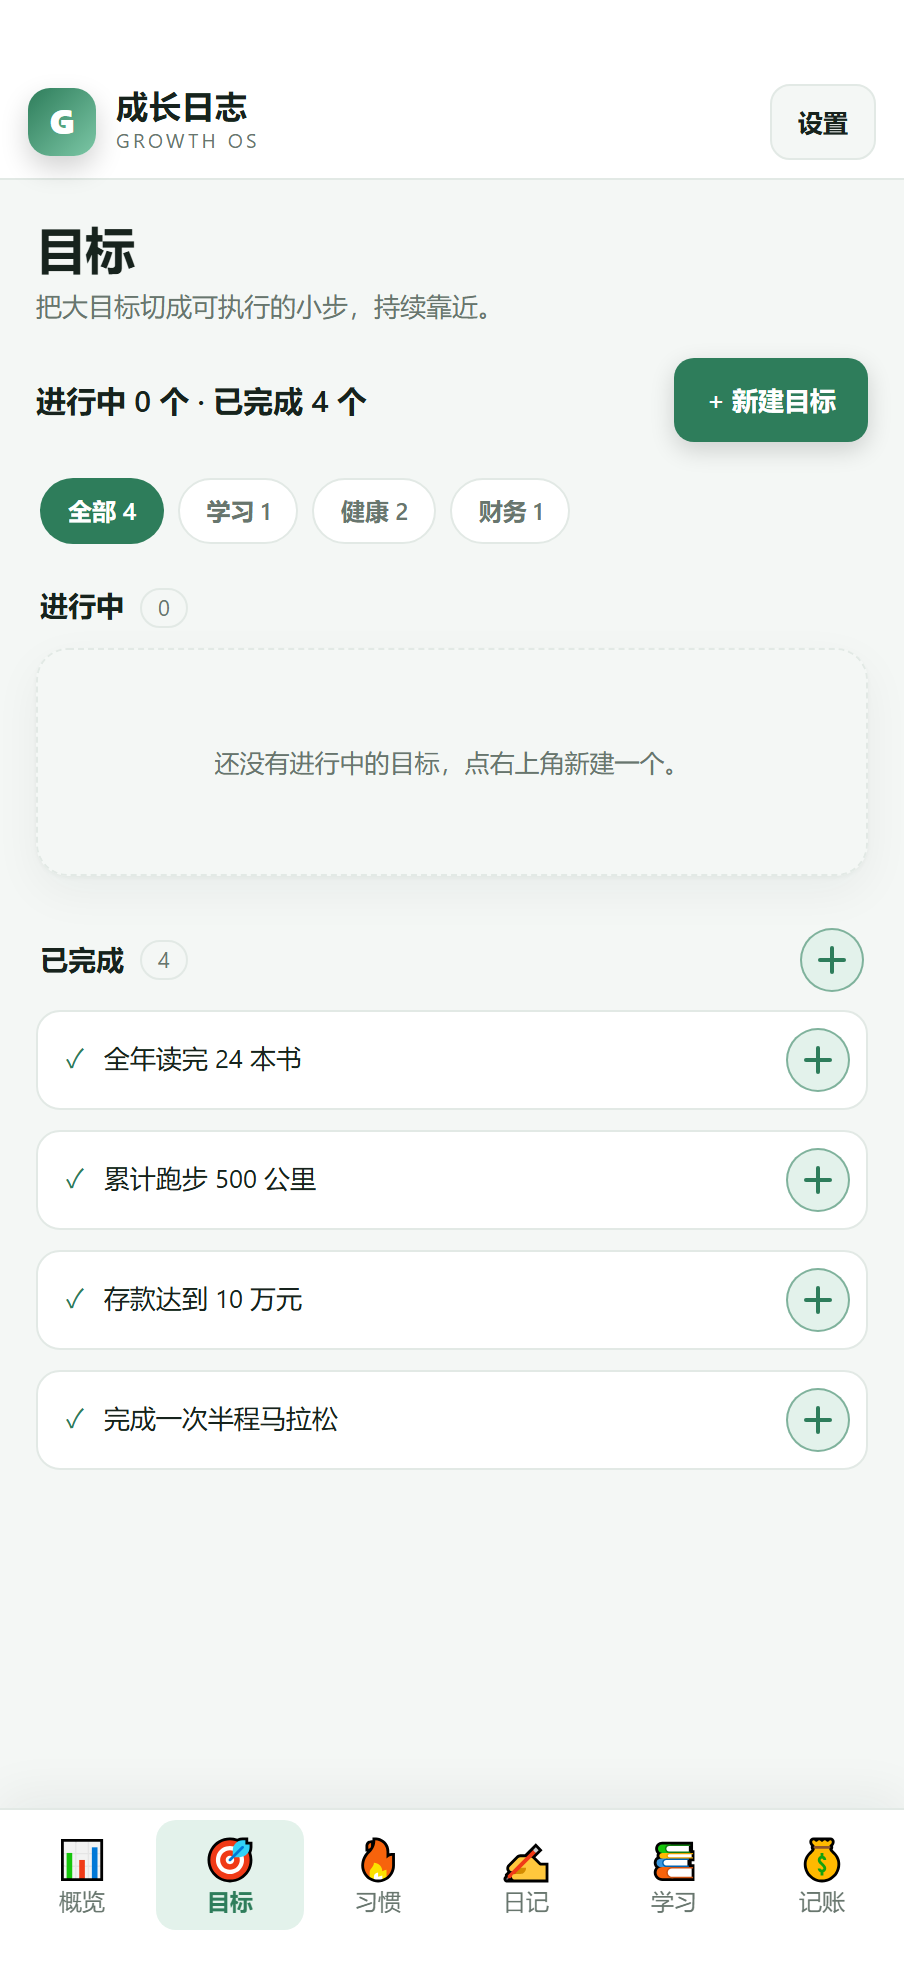 G
成长日志
GROWTH OS
设置
目标
把大目标切成可执行的小步，持续靠近。
进行中 0 个 · 已完成 4 个
+ 新建目标
全部 4
学习 1
健康 2
财务 1
进行中 0
还没有进行中的目标，点右上角新建一个。
已完成 4
✓ 全年读完 24 本书
✓ 累计跑步 500 公里
✓ 存款达到 10 万元
✓ 完成一次半程马拉松
概览
目标
习惯
日记
学习
记账